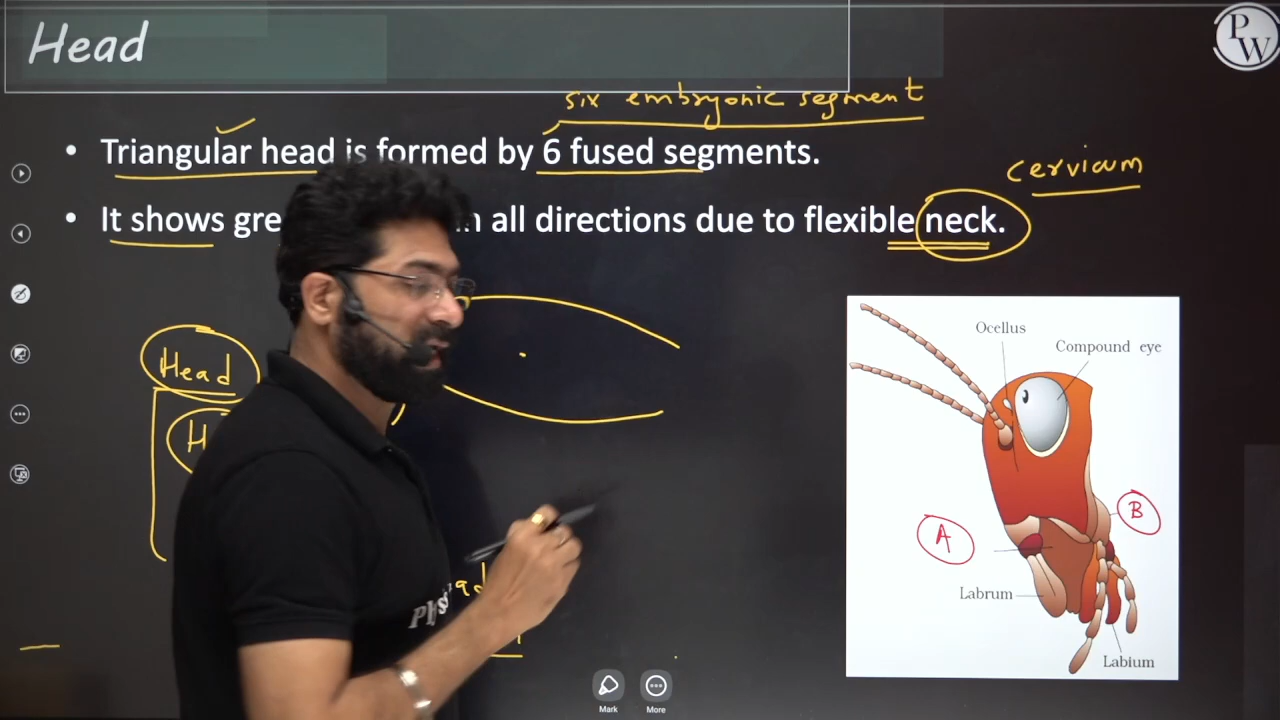 Head
PW
six embryonic segment
Triangular head is formed by 6 fused segments.
cervicum
It shows all directions due to flexible neck.
Ocellus
Compound eye
Head
H
A
B
Labrum
Labium
Mark
More